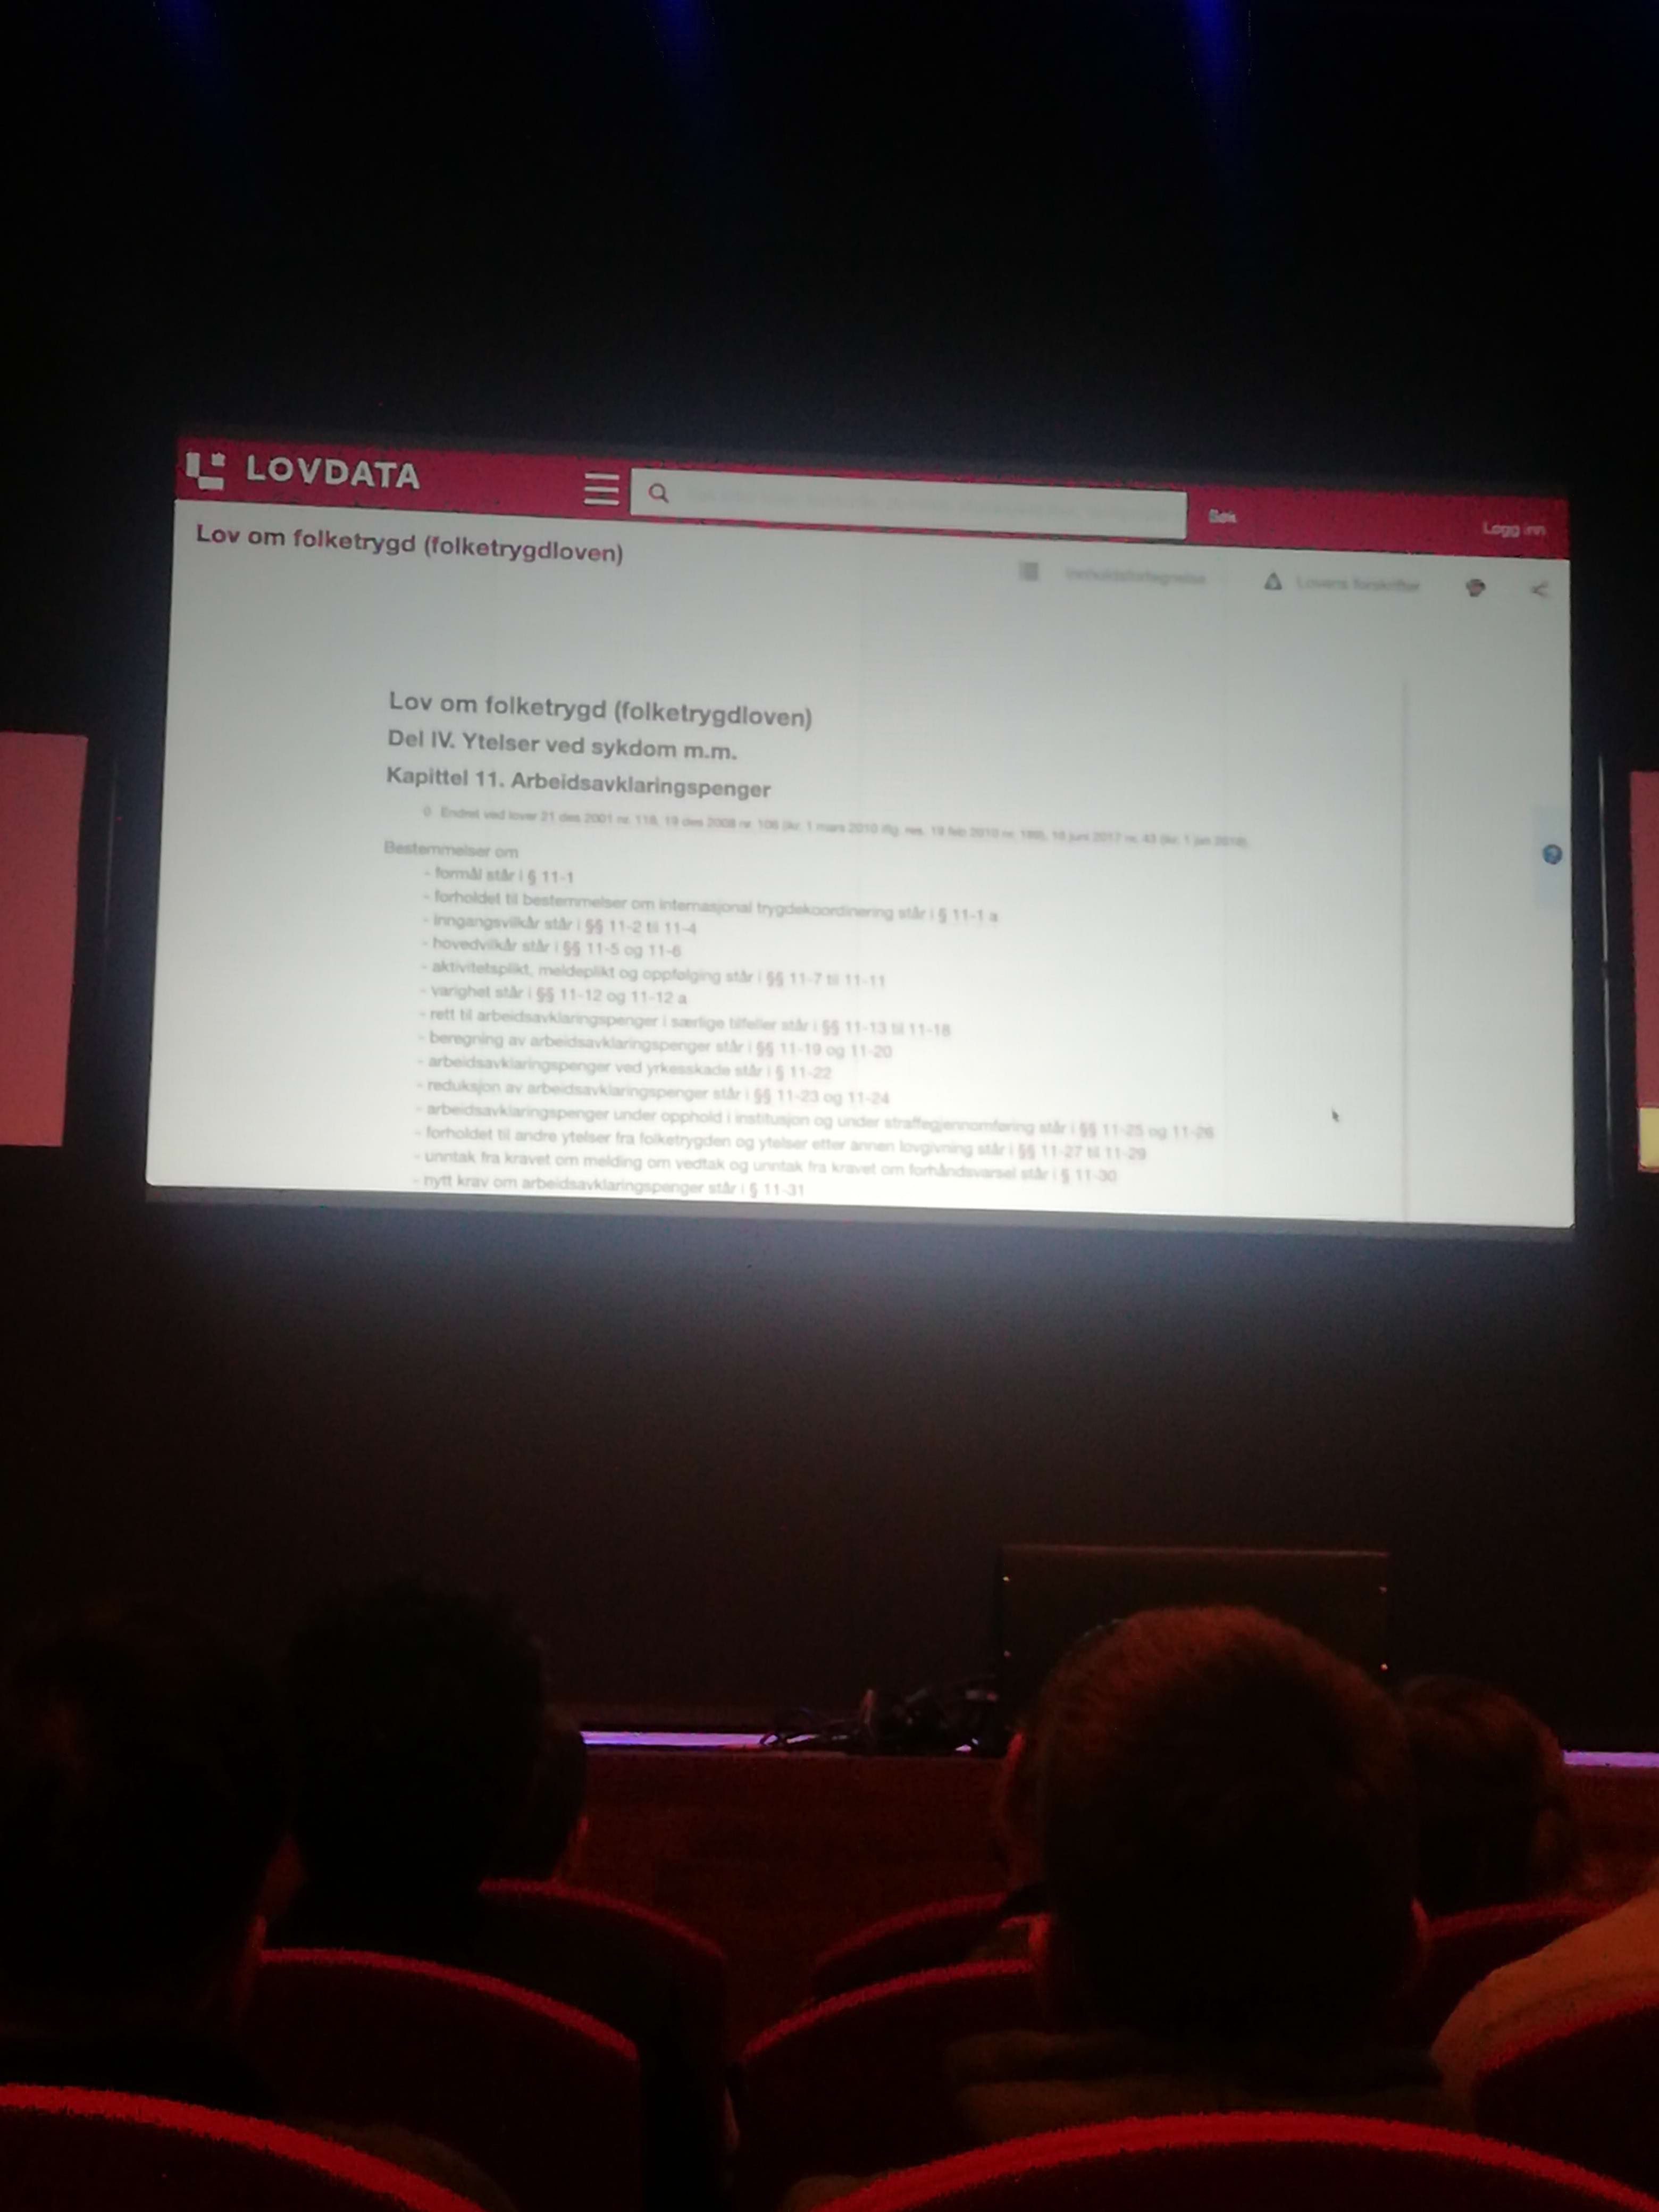 LOVDATA
Søk
Logg inn
Lov om folketrygd (folketrygdloven)
Innholdsfortegnelse
Lovens forskrifter
Lov om folketrygd (folketrygdloven)
Del IV. Ytelser ved sykdom m.m.
Kapittel 11. Arbeidsavklaringspenger
0 Endret ved lover 21 des 2001 nr. 118, 19 des 2008 nr. 106 (ikr. 1 mars 2010 iflg. res. 19 feb 2010 nr. 16 juni 2017 nr. 43 (ikr. 1 jan 2018).
Bestemmelser om
- formål står i § 11-1
- forholdet til bestemmelser om internasjonal trygdekoordinering står i § 11-1 a
- inngangsvilkår står i §§ 11-2 til 11-4
- hovedvilkår står i §§ 11-5 og 11-6
- aktivitetsplikt, meldeplikt og oppfølging står i §§ 11-7 til 11-11
- varighet står i §§ 11-12 og 11-12 a
- rett til arbeidsavklaringspenger i særlige tilfeller står i §§ 11-13 til 11-18
- beregning av arbeidsavklaringspenger står i §§ 11-19 og 11-20
- arbeidsavklaringspenger ved yrkesskade står i § 11-22
- reduksjon av arbeidsavklaringspenger står i §§ 11-23 og 11-24
- arbeidsavklaringspenger under opphold i institusjon og under straffegjennomføring står i §§ 11-25 og 11-26
- forholdet til andre ytelser fra folketrygden og ytelser etter annen lovgivning står i §§ 11-27 til 11-29
- unntak fra kravet om melding om vedtak og unntak fra kravet om forhåndsvarsel står i § 11-30
- nytt krav om arbeidsavklaringspenger står i § 11-31